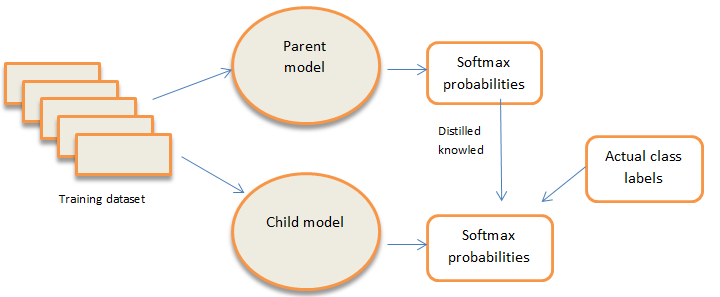 Parent
model
Softmax
probabilities
Distilled
knowled
Actual class
labels
Training dataset
Child model
Softmax
probabilities